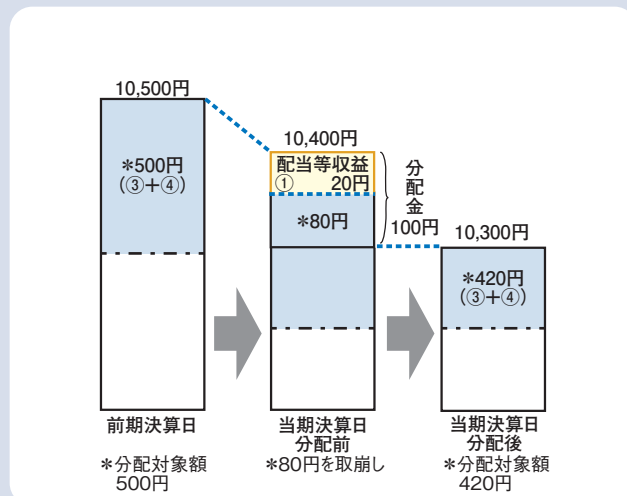 10,500円
*500円
(③+④)
10,400円
配当等収益
① 20円
*80円
分配金
100円
10,300円
*420円
(③+④)
前期決算日
*分配対象額
500円
当期決算日
分配前
*80円を取崩し
当期決算日
分配後
*分配対象額
420円